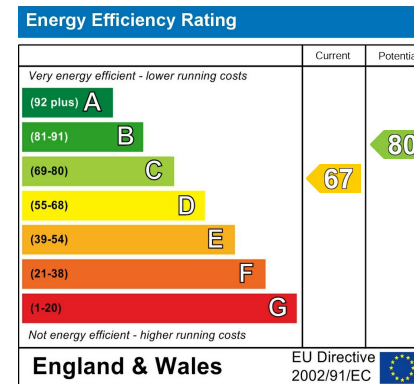 Energy Efficiency Rating
Current Potentia
Very energy efficient - lower running costs
(92 plus) A
(81-91) B
(69-80) C
(55-68) D
(39-54) E
(21-38) F
(1-20) G
67
80
Not energy efficient - higher running costs
England & Wales
EU Directive
2002/91/EC